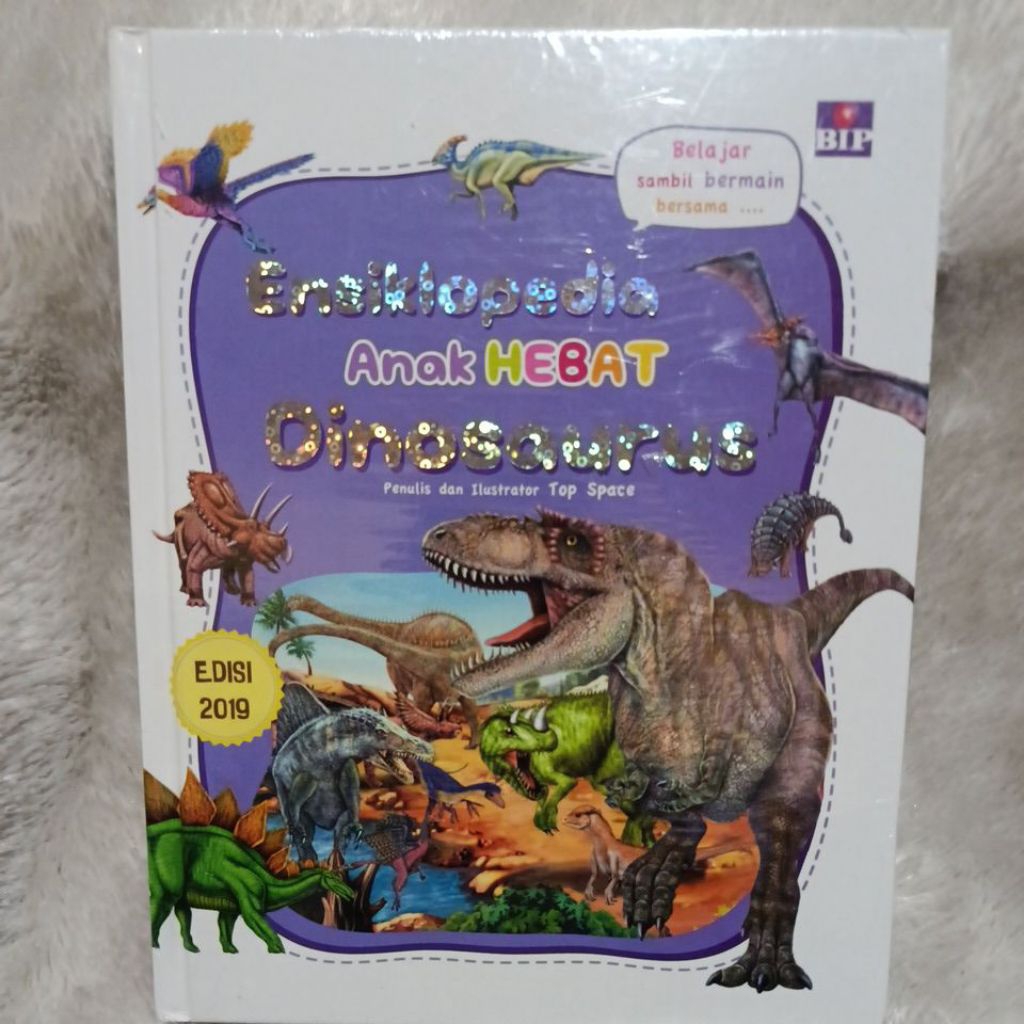 BIP
Belajar
sambil bermain
bersama ....
Ensiklopedia
Anak HEBAT
Dinosaurus
Penulis dan Ilustrator Top Space
EDISI
2019